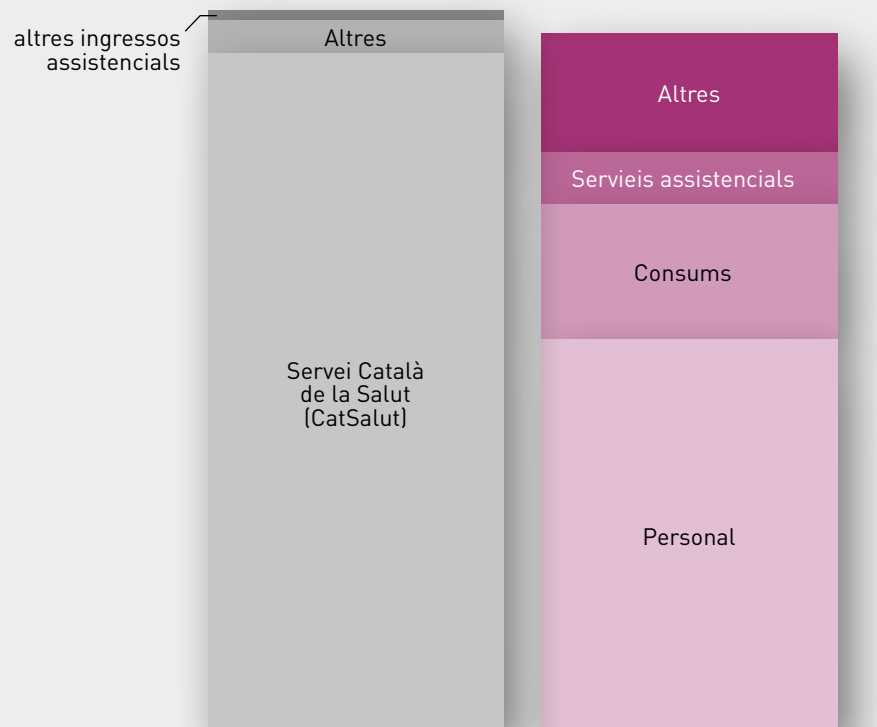 altres ingressos
assistencials
Altres
Servei Català
de la Salut
(CatSalut)
Altres
Servieis assistencials
Consums
Personal